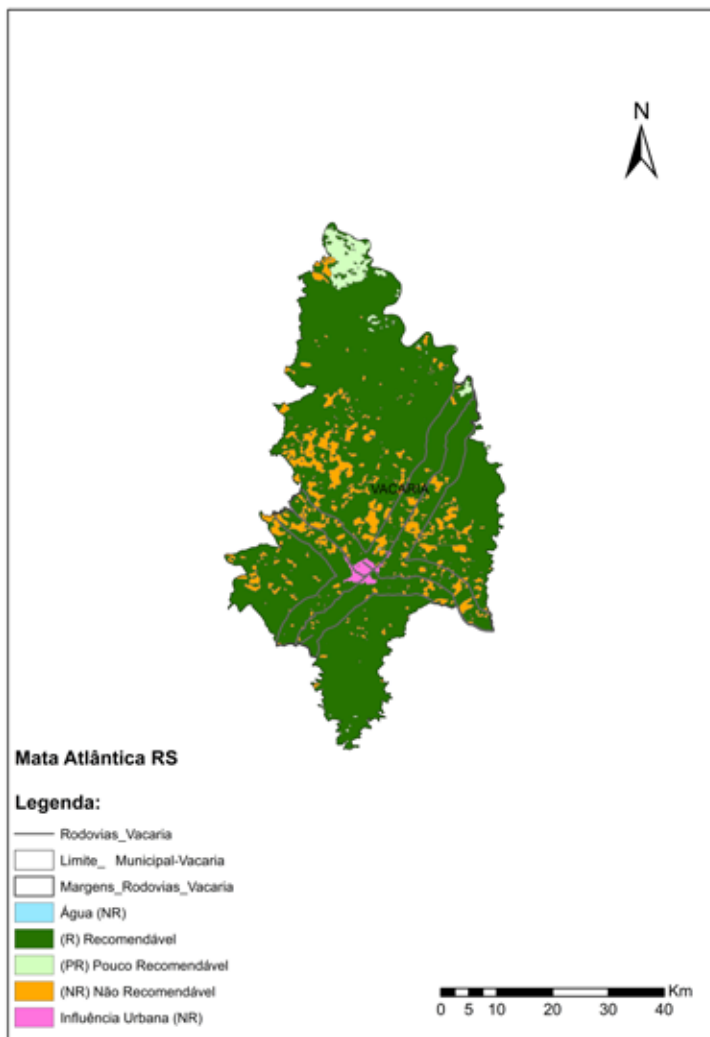 N
VACARIA
Mata Atlântica RS
Legenda:
Rodovias_Vacaria
Limite_ Municipal-Vacaria
Margens_Rodovias_Vacaria
Água (NR)
(R) Recomendável
(PR) Pouco Recomendável
(NR) Não Recomendável
Influência Urbana (NR)
Km
0 5 10 20 30 40